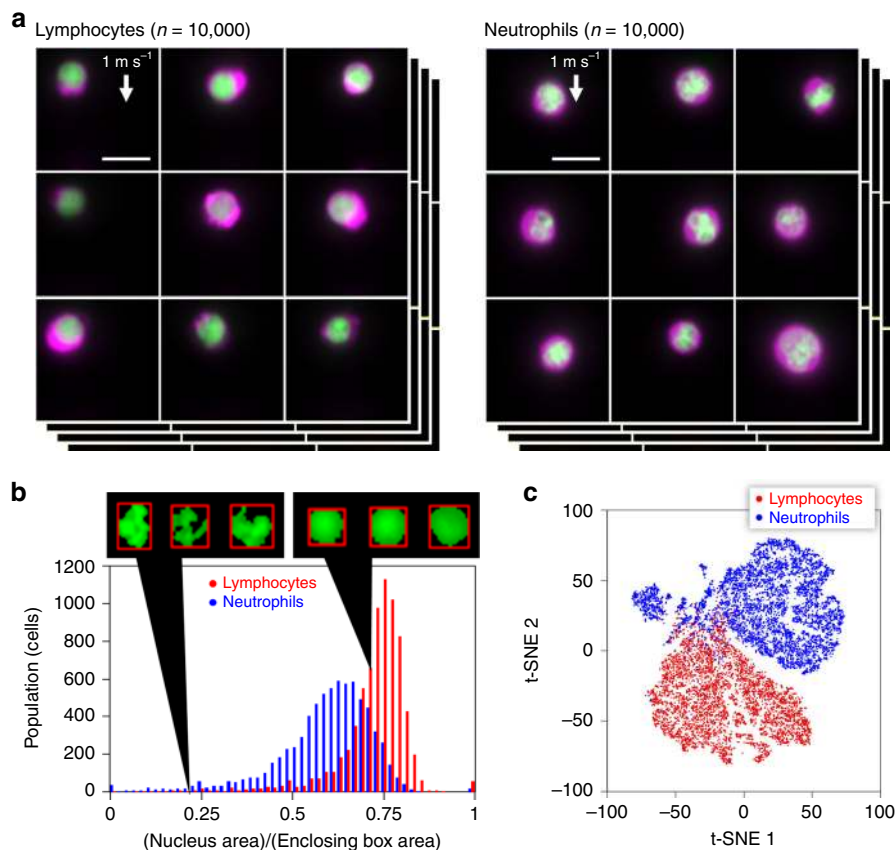 a
Lymphocytes (n = 10,000)
Neutrophils (n = 10,000)
1 m s⁻¹
1 m s⁻¹
b
1200
1000
800
600
400
200
0
Population (cells)
Lymphocytes
Neutrophils
0
0.25
0.5
0.75
1
(Nucleus area)/(Enclosing box area)
c
Lymphocytes
Neutrophils
100
50
0
−50
−100
t-SNE 2
−100
−50
0
50
100
t-SNE 1